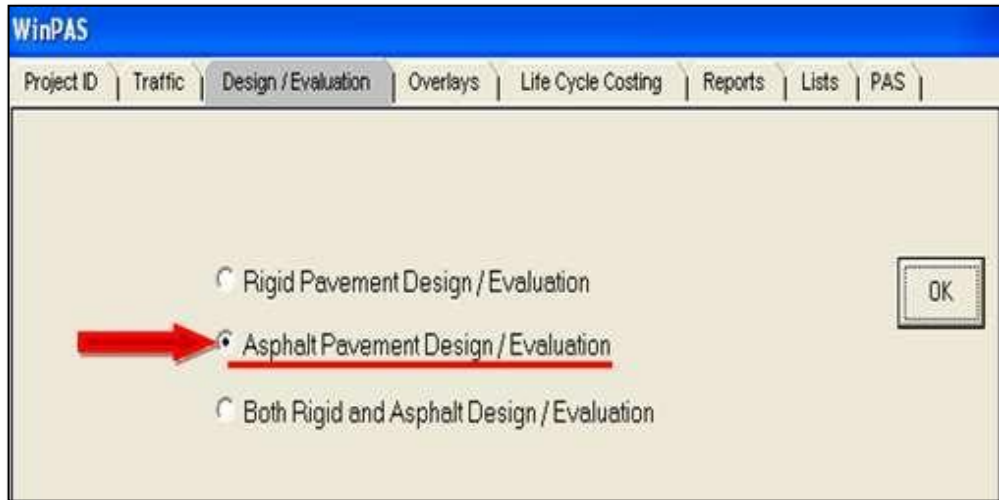 WinPAS
Project ID Traffic Design / Evaluation Overlays Life Cycle Costing Reports Lists PAS
Rigid Pavement Design / Evaluation
OK
Asphalt Pavement Design / Evaluation
Both Rigid and Asphalt Design / Evaluation